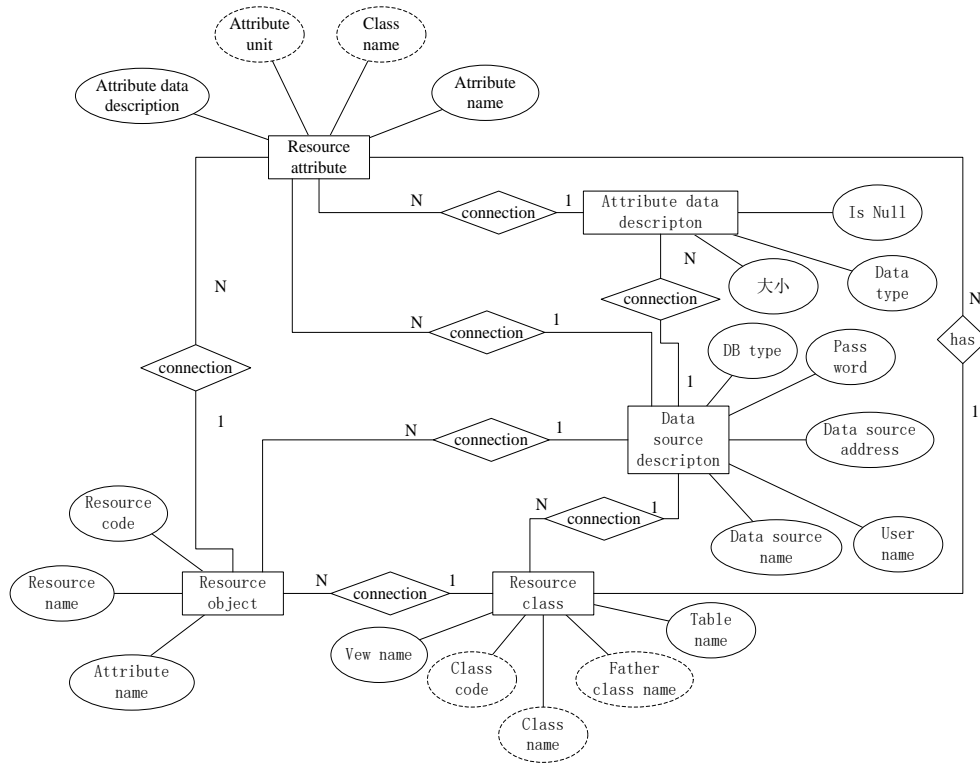 Attribute
unit
Class
name
Attribute data
description
Atrribute
name
Resource
attribute
N
connection
1
Attribute data
descripton
Is Null
N
大小
Data
type
connection
N
N
connection
1
DB type
Pass
word
N
has
connection
1
1
1
N
connection
1
Data
source
descripton
Data source
address
Resource
code
N
connection
1
Data source
name
User
name
Resource
name
Resource
object
N
connection
1
Resource
class
Attribute
name
Vew name
Class
code
Class
name
Father
class name
Table
name